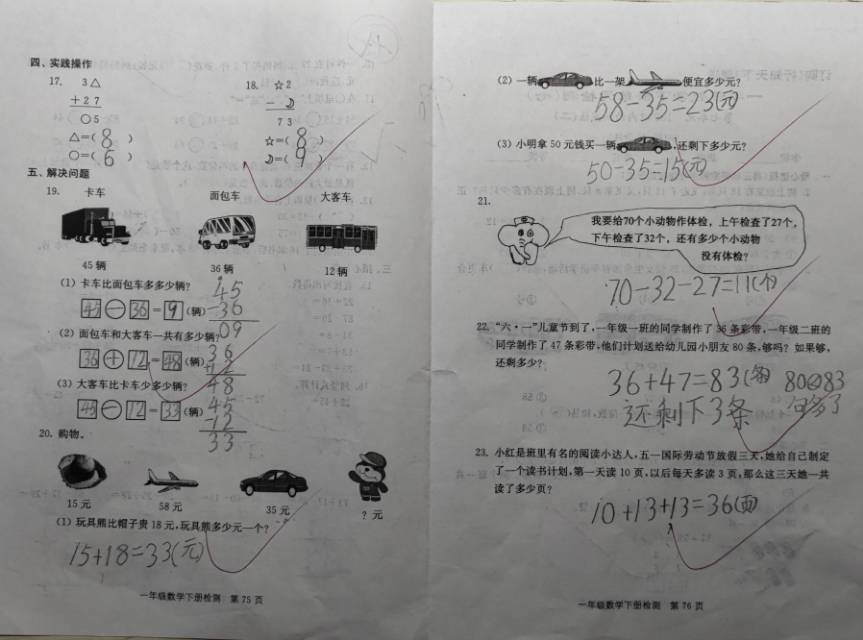 四、实践操作
17. 3△
+27
○5
△=(8)
○=(6)
18. ☆2
-☽
73
☆=(8)
☽=(9)
五、解决问题
19. 卡车
面包车
大客车
45辆
36辆
12辆
(1) 卡车比面包车多多少辆?
45-36=9(辆)
45
-36
09
(2) 面包车和大客车一共有多少辆?
36+12=48(辆)
36
+12
48
(3) 大客车比卡车少多少辆?
45-12=33(辆)
45
-12
33
20. 购物。
15元
58元
35元
?元
(1) 玩具熊比帽子贵18元,玩具熊多少元一个?
15+18=33(元)
一年级数学下册检测 第75页
(2) 一辆比一架便宜多少元?
58-35=23(元)
(3) 小明拿50元钱买一辆,还剩下多少元?
50-35=15(元)
21.
我要给70个小动物作体检,上午检查了27个,
下午检查了32个,还有多少个小动物
没有体检?
70-32-27=11(个)
22. “六·一”儿童节到了,一年级一班的同学制作了36条彩带,一年级二班的
同学制作了47条彩带,他们计划送给幼儿园小朋友80条,够吗? 如果够,
还剩多少?
36+47=83(条) 80<83
还剩下3条 够了
23. 小红是班里有名的阅读小达人,五一国际劳动节放假三天,她给自己制定
了一个读书计划,第一天读10页,以后每天多读3页,那么这三天她一共
读了多少页?
10+13+13=36(面)
一年级数学下册检测 第76页